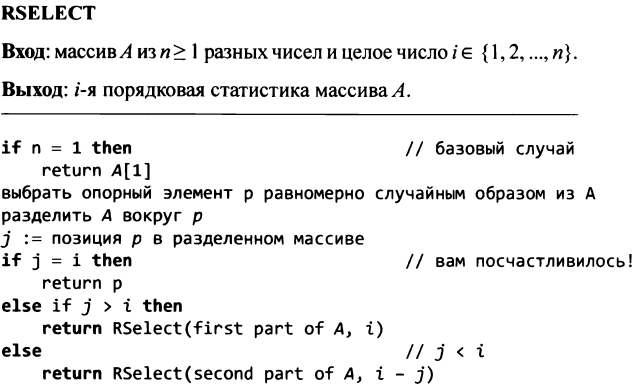 RSELECT
Вход: массив A из n ≥ 1 разных чисел и целое число i ∈ {1, 2, ..., n}.
Выход: i-я порядковая статистика массива A.
if n = 1 then // базовый случай
    return A[1]
выбрать опорный элемент p равномерно случайным образом из A
разделить A вокруг p
j := позиция p в разделенном массиве
if j = i then // вам посчастливилось!
    return p
else if j > i then
    return RSelect(first part of A, i)
else // j < i
    return RSelect(second part of A, i – j)